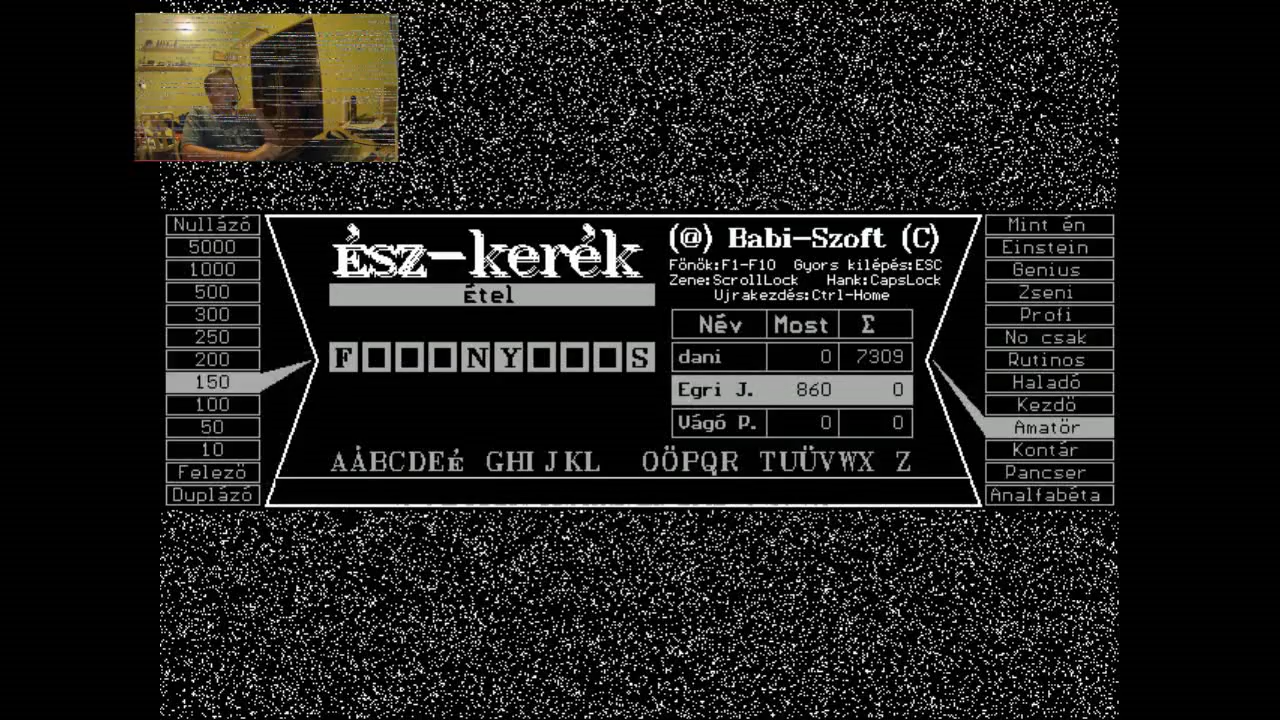 Nullázó
5000
1000
500
300
250
200
150
100
50
10
Felező
Duplázó
Ész-kerék
Étel
F NY S
(@) Babi-Szoft (C)
Főnök:F1-F10 Gyors kilépés:ESC
Zene:ScrollLock Hank:CapsLock
Ujrakezdés:Ctrl-Home
Név Most Σ
dani 0 7309
Egri J. 860 0
Vágó P. 0 0
AÁBCDEÉ GHIJKL OÖPQR TUÜVWX Z
Mint én
Einstein
Genius
Zseni
Profi
No csak
Rutinos
Haladó
Kezdő
Amatőr
Kontár
Pancser
Analfabéta